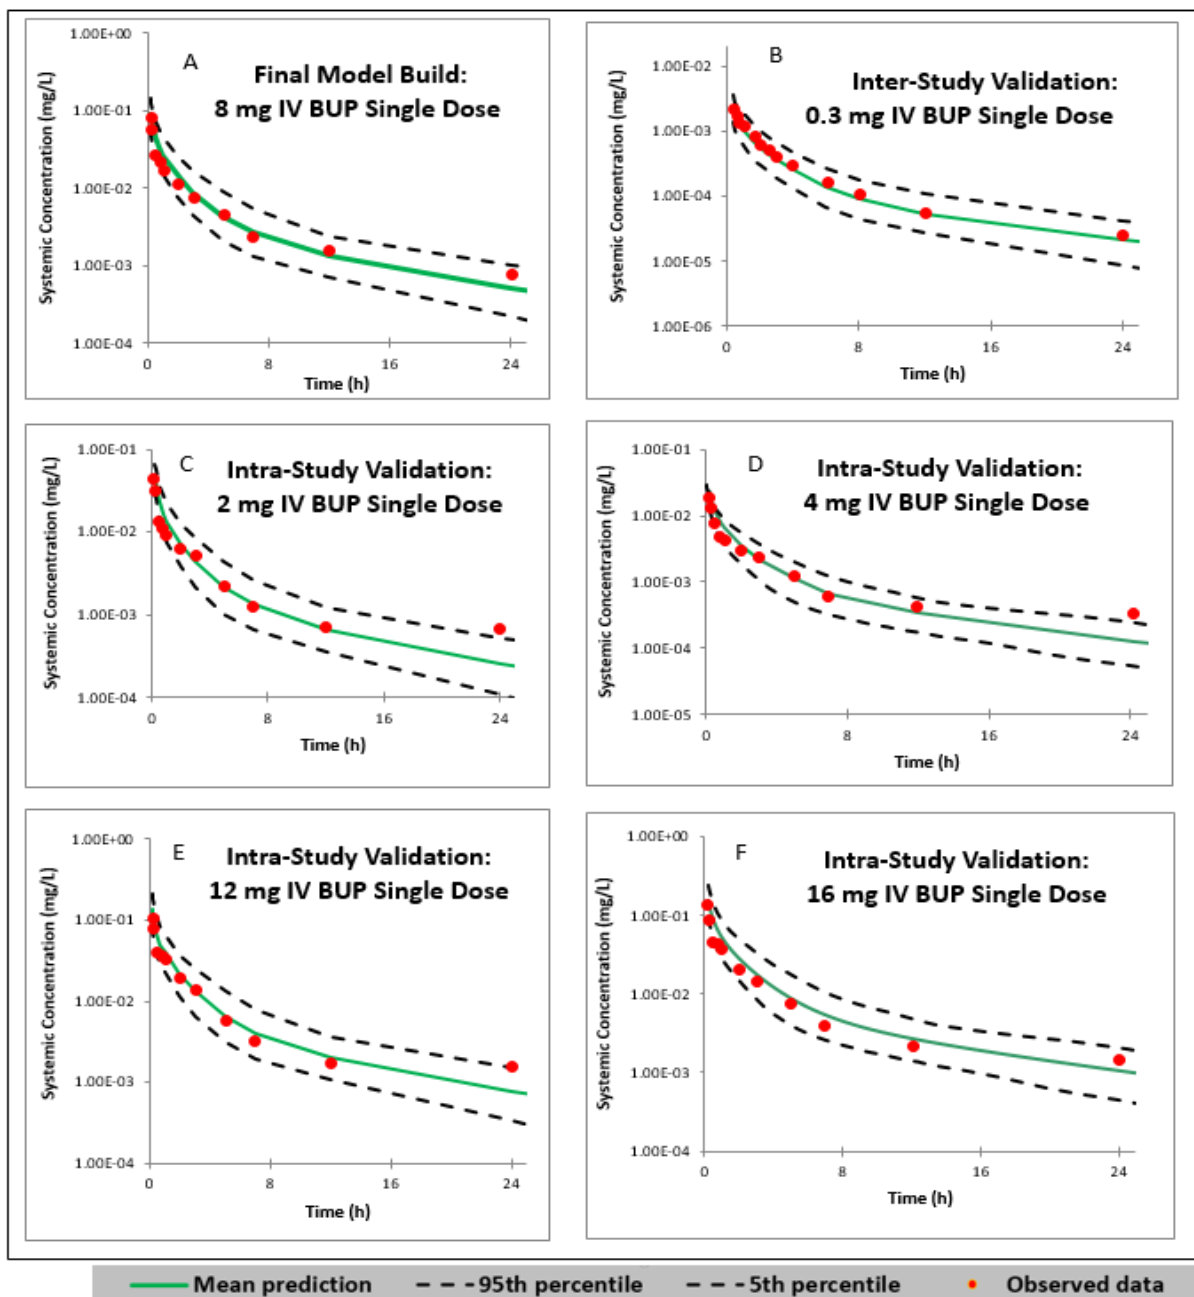 A
Final Model Build:
8 mg IV BUP Single Dose
Systemic Concentration (mg/L)
1.00E+00
1.00E-01
1.00E-02
1.00E-03
1.00E-04
0
8
16
24
Time (h)
B
Inter-Study Validation:
0.3 mg IV BUP Single Dose
Systemic Concentration (mg/L)
1.00E-02
1.00E-03
1.00E-04
1.00E-05
1.00E-06
0
8
16
24
Time (h)
C
Intra-Study Validation:
2 mg IV BUP Single Dose
Systemic Concentration (mg/L)
1.00E-01
1.00E-02
1.00E-03
1.00E-04
0
8
16
24
Time (h)
D
Intra-Study Validation:
4 mg IV BUP Single Dose
Systemic Concentration (mg/L)
1.00E-01
1.00E-02
1.00E-03
1.00E-04
1.00E-05
0
8
16
24
Time (h)
E
Intra-Study Validation:
12 mg IV BUP Single Dose
Systemic Concentration (mg/L)
1.00E+00
1.00E-01
1.00E-02
1.00E-03
1.00E-04
0
8
16
24
Time (h)
F
Intra-Study Validation:
16 mg IV BUP Single Dose
Systemic Concentration (mg/L)
1.00E+00
1.00E-01
1.00E-02
1.00E-03
1.00E-04
0
8
16
24
Time (h)
Mean prediction
95th percentile
5th percentile
Observed data